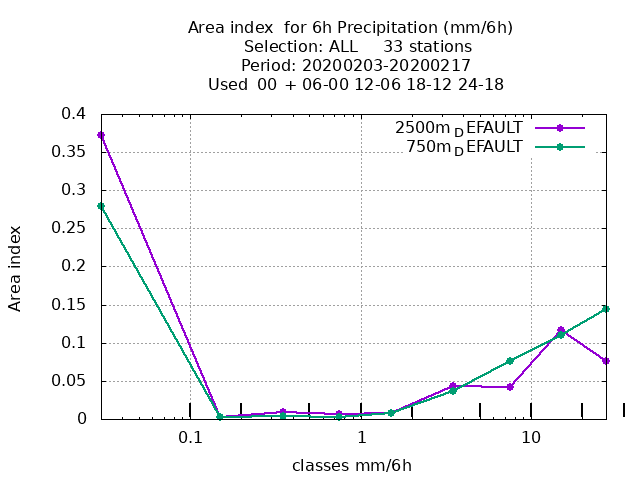 Area index  for 6h Precipitation (mm/6h)
Selection: ALL     33 stations
Period: 20200203-20200217
Used  00  + 06-00 12-06 18-12 24-18
2500m_DEFAULT
750m_DEFAULT
0.4
0.35
0.3
0.25
0.2
0.15
0.1
0.05
0
Area index
0.1 1 10
classes mm/6h